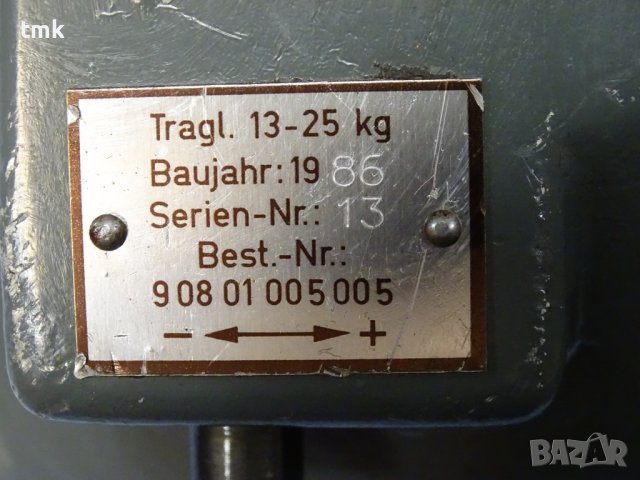 tmk
Tragl. 13-25 kg
Baujahr: 19 86
Serien-Nr.: 13
Best.-Nr.:
9 08 01 005 005
- +
BAZAR